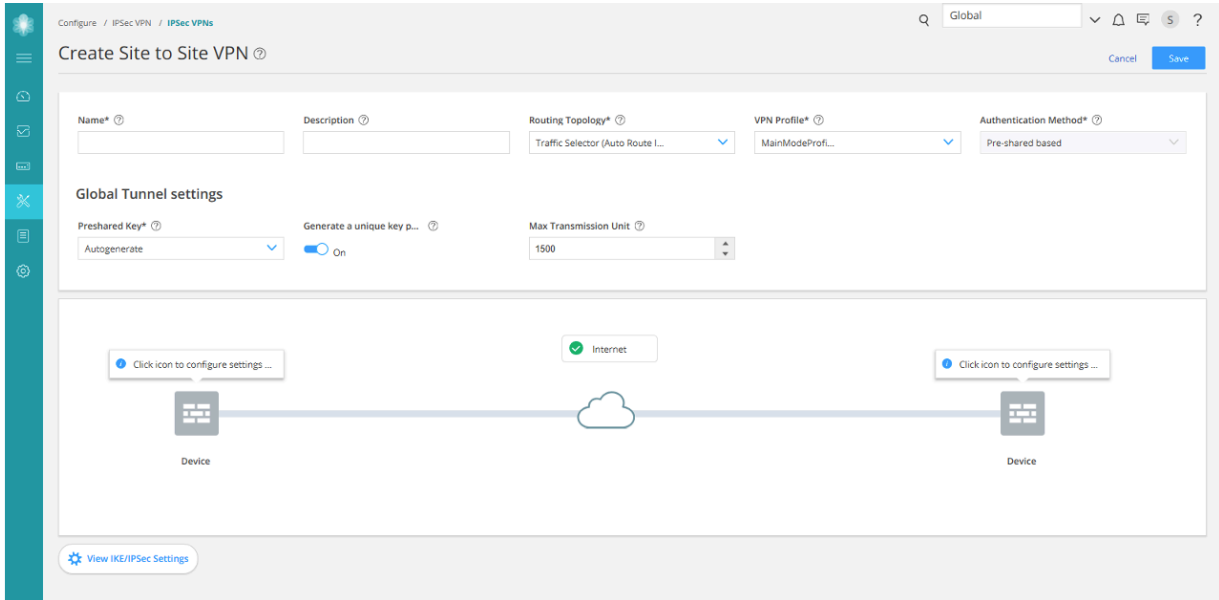 Configure / IPSec VPN / IPSec VPNs
Global
S
?
Create Site to Site VPN ?
Cancel
Save
Name* ?
Description ?
Routing Topology* ?
VPN Profile* ?
Authentication Method* ?
Traffic Selector (Auto Route I...
MainModeProfi...
Pre-shared based
Global Tunnel settings
Preshared Key* ?
Generate a unique key p... ?
Max Transmission Unit ?
Autogenerate
On
1500
Internet
Click icon to configure settings ...
Click icon to configure settings ...
Device
Device
View IKE/IPSec Settings